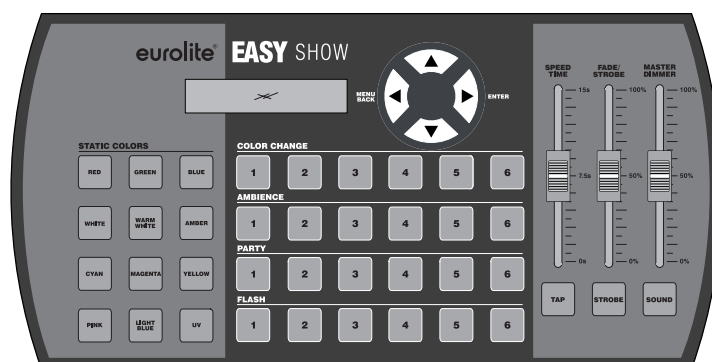 eurolite® EASY SHOW
MENU BACK
ENTER
SPEED TIME
FADE/ STROBE
MASTER DIMMER
15s
100%
100%
7.5s
50%
50%
0s
0%
0%
TAP
STROBE
SOUND
STATIC COLORS
RED GREEN BLUE
WHITE WARM WHITE AMBER
CYAN MAGENTA YELLOW
PINK LIGHT BLUE UV
COLOR CHANGE
1 2 3 4 5 6
AMBIENCE
1 2 3 4 5 6
PARTY
1 2 3 4 5 6
FLASH
1 2 3 4 5 6